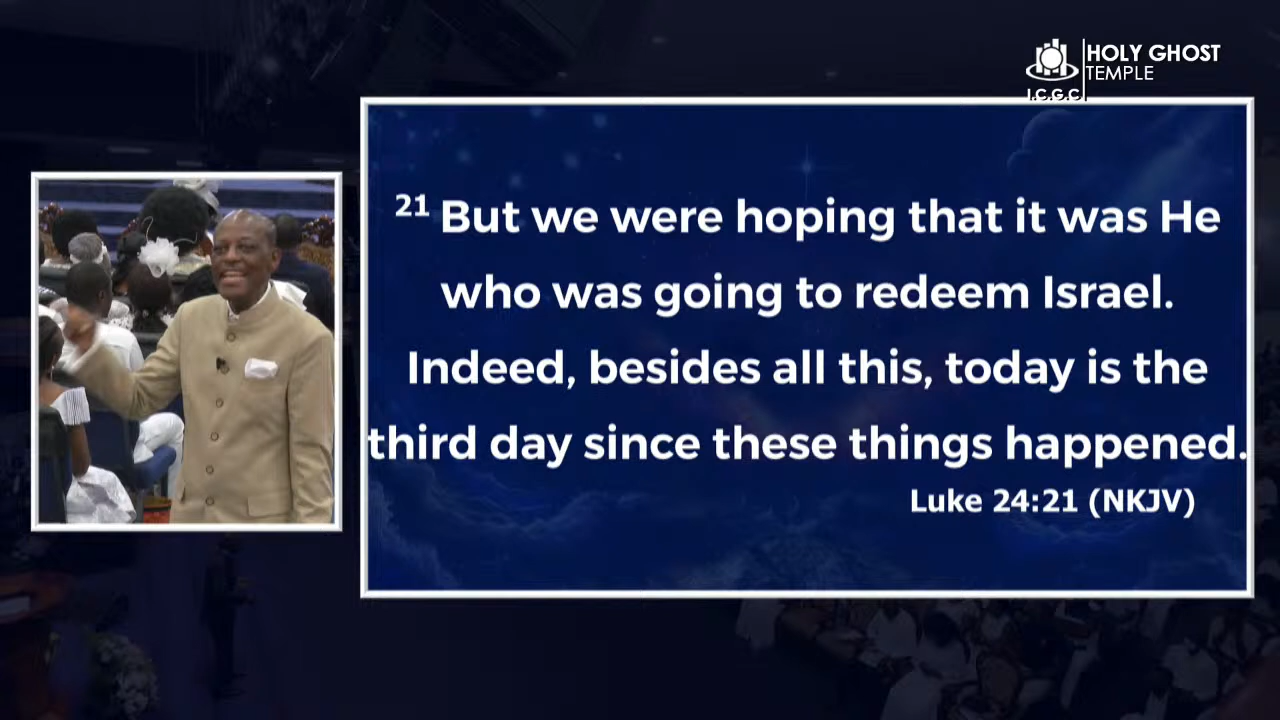 HOLY GHOST
TEMPLE
I.C.G.C
21 But we were hoping that it was He
who was going to redeem Israel.
Indeed, besides all this, today is the
third day since these things happened.
Luke 24:21 (NKJV)